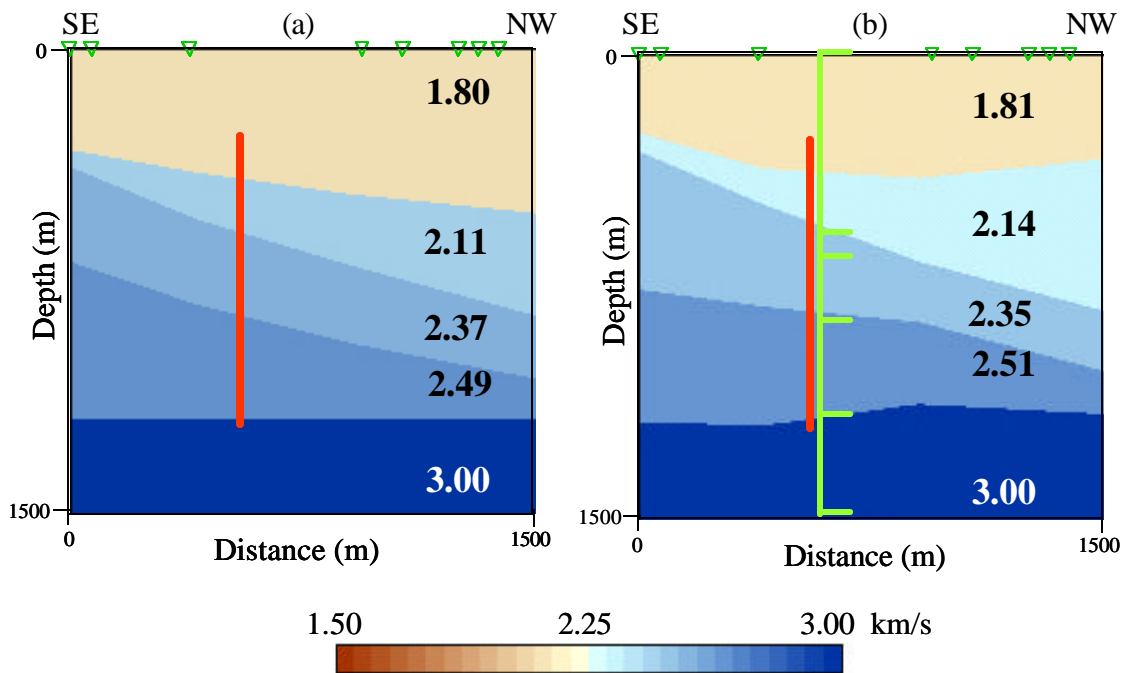 SE (a) NW
0
1.80
2.11
2.37
2.49
3.00
1500
0 1500
Depth (m)
Distance (m)
SE (b) NW
0
1.81
2.14
2.35
2.51
3.00
1500
0 1500
Depth (m)
Distance (m)
1.50 2.25 3.00 km/s